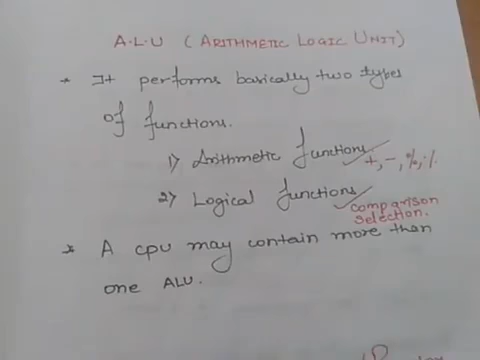 A.L.U (ARITHMETIC LOGIC UNIT)
* It performs basically two types
of functions.
1) Arithmetic functions +, -, %, %
2) Logical functions
comparison
selection.
* A cpu may contain more than
one ALU.